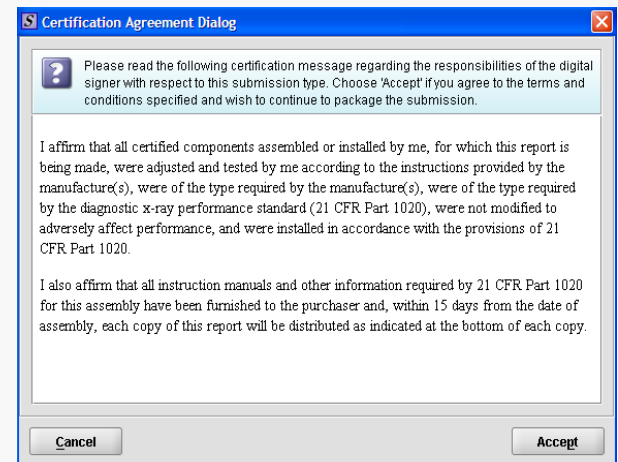 S Certification Agreement Dialog
?
Please read the following certification message regarding the responsibilities of the digital
signer with respect to this submission type. Choose 'Accept' if you agree to the terms and
conditions specified and wish to continue to package the submission.
I affirm that all certified components assembled or installed by me, for which this report is
being made, were adjusted and tested by me according to the instructions provided by the
manufacture(s), were of the type required by the manufacture(s), were of the type required
by the diagnostic x-ray performance standard (21 CFR Part 1020), were not modified to
adversely affect performance, and were installed in accordance with the provisions of 21
CFR Part 1020.
I also affirm that all instruction manuals and other information required by 21 CFR Part 1020
for this assembly have been furnished to the purchaser and, within 15 days from the date of
assembly, each copy of this report will be distributed as indicated at the bottom of each copy.
Cancel
Accept